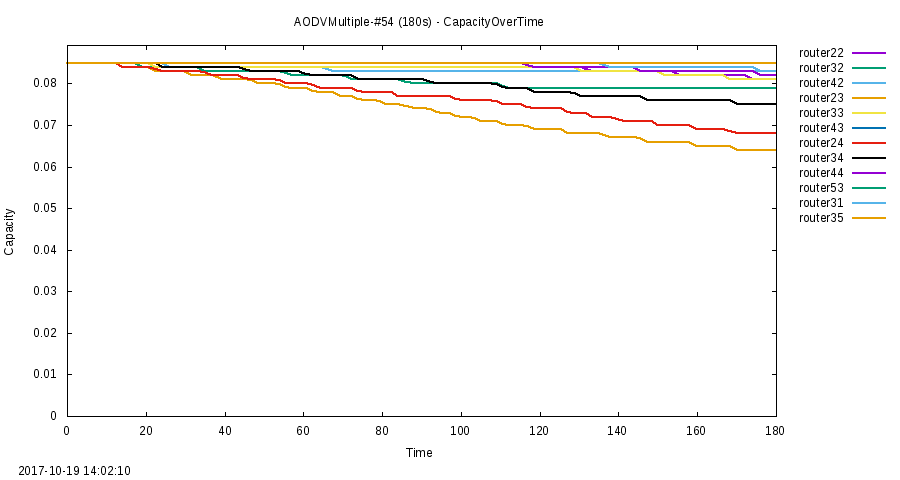 AODVMultiple-#54 (180s) - CapacityOverTime
router22
router32
router42
router23
router33
router43
router24
router34
router44
router53
router31
router35
0.08
0.07
0.06
0.05
0.04
0.03
0.02
0.01
0
Capacity
0 20 40 60 80 100 120 140 160 180
Time
2017-10-19 14:02:10